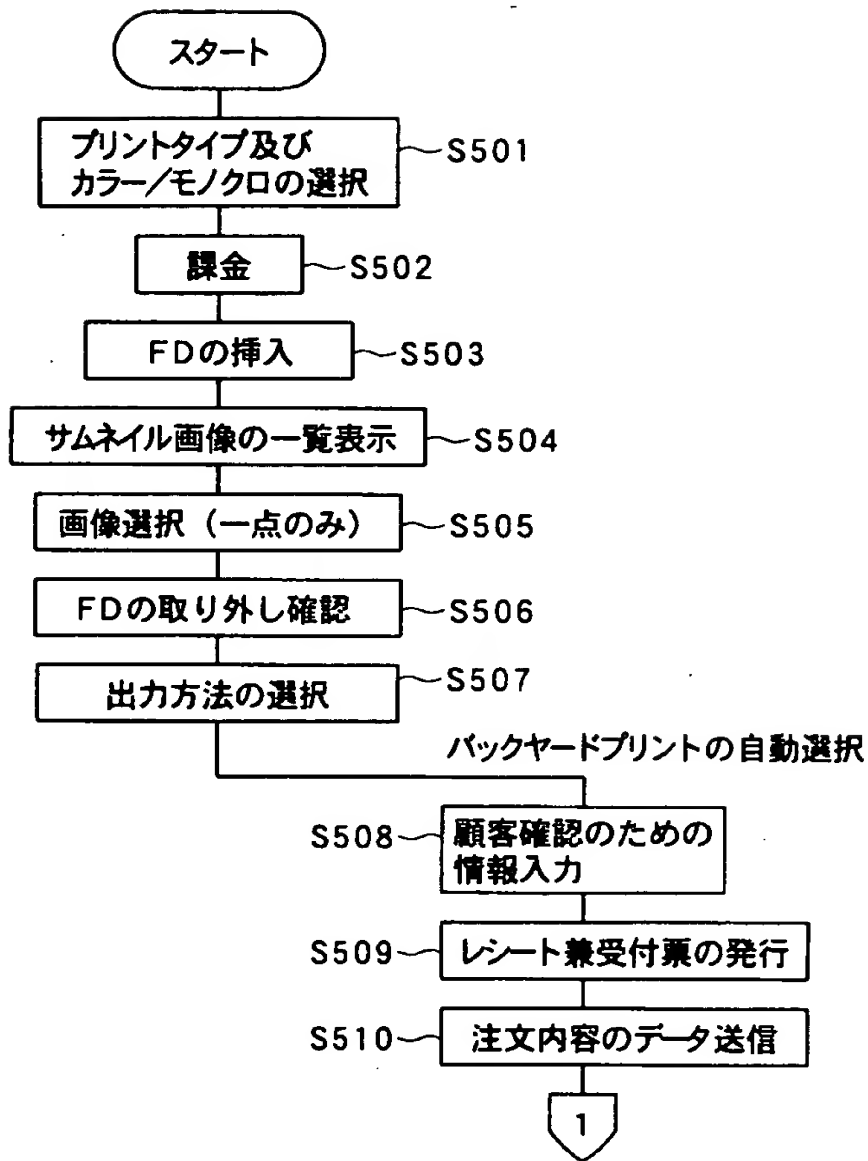 スタート
プリントタイプ及び
カラー／モノクロの選択
S501
課金
S502
FDの挿入
S503
サムネイル画像の一覧表示
S504
画像選択（一点のみ）
S505
FDの取り外し確認
S506
出力方法の選択
S507
バックヤードプリントの自動選択
S508
顧客確認のための
情報入力
S509
レシート兼受付票の発行
S510
注文内容のデータ送信
1